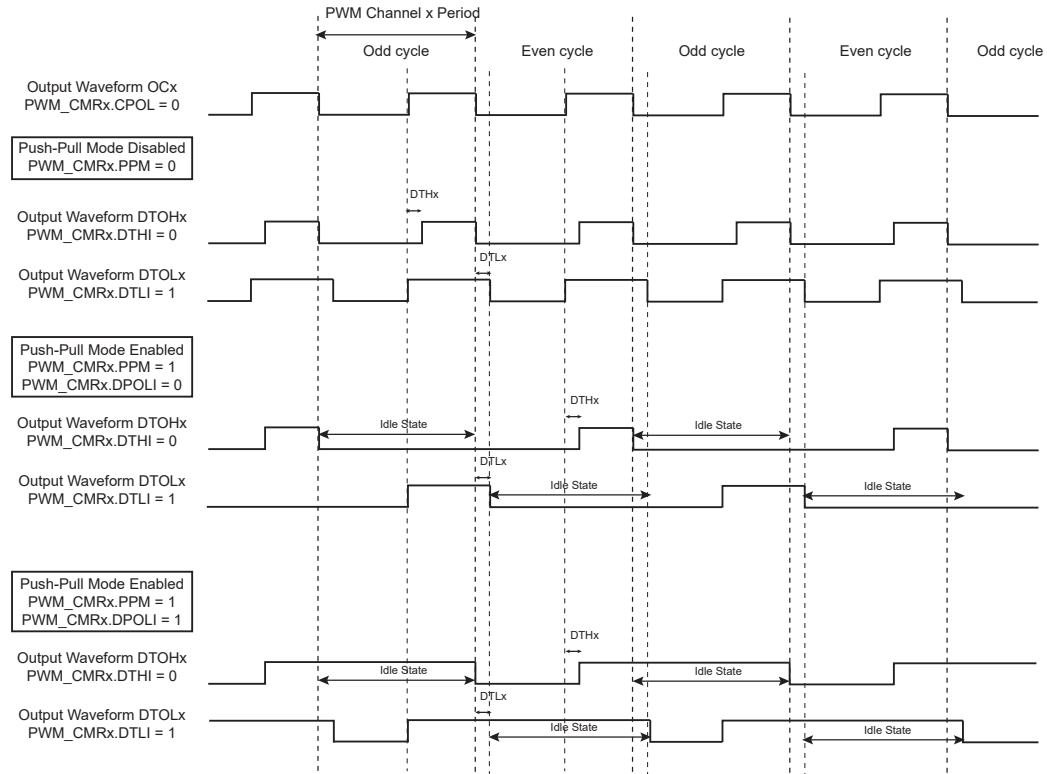 PWM Channel x Period
Odd cycle Even cycle Odd cycle Even cycle Odd cycle
Output Waveform OCx
PWM_CMRx.CPOL = 0
Push-Pull Mode Disabled
PWM_CMRx.PPM = 0
DTHx
Output Waveform DTOHx
PWM_CMRx.DTHI = 0
DTLx
Output Waveform DTOLx
PWM_CMRx.DTLI = 1
Push-Pull Mode Enabled
PWM_CMRx.PPM = 1
PWM_CMRx.DPOLI = 0
DTHx
Output Waveform DTOHx
PWM_CMRx.DTHI = 0
Idle State Idle State
DTLx
Output Waveform DTOLx
PWM_CMRx.DTLI = 1
Idle State Idle State
Push-Pull Mode Enabled
PWM_CMRx.PPM = 1
PWM_CMRx.DPOLI = 1
DTHx
Output Waveform DTOHx
PWM_CMRx.DTHI = 0
Idle State Idle State
DTLx
Output Waveform DTOLx
PWM_CMRx.DTLI = 1
Idle State Idle State